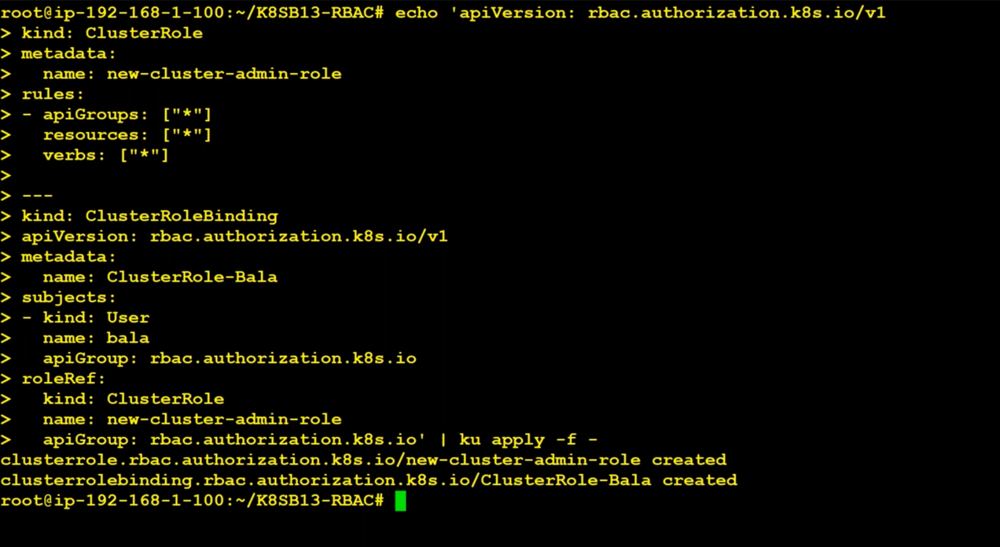 root@ip-192-168-1-100:~/K8SB13-RBAC# echo 'apiVersion: rbac.authorization.k8s.io/v1
> kind: ClusterRole
> metadata:
>   name: new-cluster-admin-role
> rules:
> - apiGroups: ["*"]
>   resources: ["*"]
>   verbs: ["*"]
>
> ---
> kind: ClusterRoleBinding
> apiVersion: rbac.authorization.k8s.io/v1
> metadata:
>   name: ClusterRole-Bala
> subjects:
> - kind: User
>   name: bala
>   apiGroup: rbac.authorization.k8s.io
> roleRef:
>   kind: ClusterRole
>   name: new-cluster-admin-role
>   apiGroup: rbac.authorization.k8s.io' | ku apply -f -
clusterrole.rbac.authorization.k8s.io/new-cluster-admin-role created
clusterrolebinding.rbac.authorization.k8s.io/ClusterRole-Bala created
root@ip-192-168-1-100:~/K8SB13-RBAC#